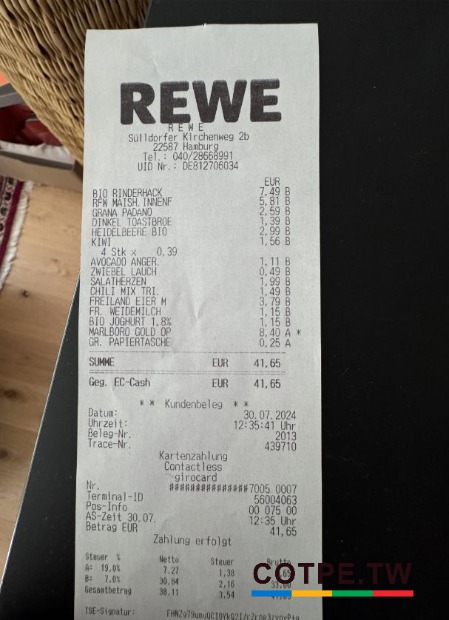 REWE
R E W E
Sülldorfer Kirchenweg 2b
22587 Hamburg
Tel.: 040/28668991
UID Nr.: DE812706034
EUR
BIO RINDERHACK 7,49 B
RFW MAISH.INNENF 5,81 B
GRANA PADANO 2,59 B
DINKEL TOASTBROE 1,39 B
HEIDELBEERE BIO 2,99 B
KIWI 1,56 B
4 Stk x 0,39
AVOCADO ANGER. 1,11 B
ZWIEBEL LAUCH 0,49 B
SALATHERZEN 1,99 B
CHILI MIX TRI. 1,49 B
FREILAND EIER M 3,79 B
FR. WEIDEMILCH 1,15 B
BIO JOGHURT 1,8% 1,15 B
MARLBORO GOLD OP 8,40 A *
GR. PAPIERTASCHE 0,25 A
SUMME EUR 41,65
Geg. EC-Cash EUR 41,65
* * Kundenbeleg * *
Datum: 30.07.2024
Uhrzeit: 12:35:41 Uhr
Beleg-Nr. 2013
Trace-Nr. 439710
Kartenzahlung
Contactless
girocard
Nr. ###############7005 0007
Terminal-ID 56004063
Pos-Info 00 075 00
AS-Zeit 30.07. 12:35 Uhr
Betrag EUR 41,65
Zahlung erfolgt
Steuer % Netto Steuer Brutto
A= 19,0% 7,27 1,38
B= 7,0% 30,84 2,16
Gesamtbetrag 38,11 3,54
TSE-Signatur:
COTPE.TW